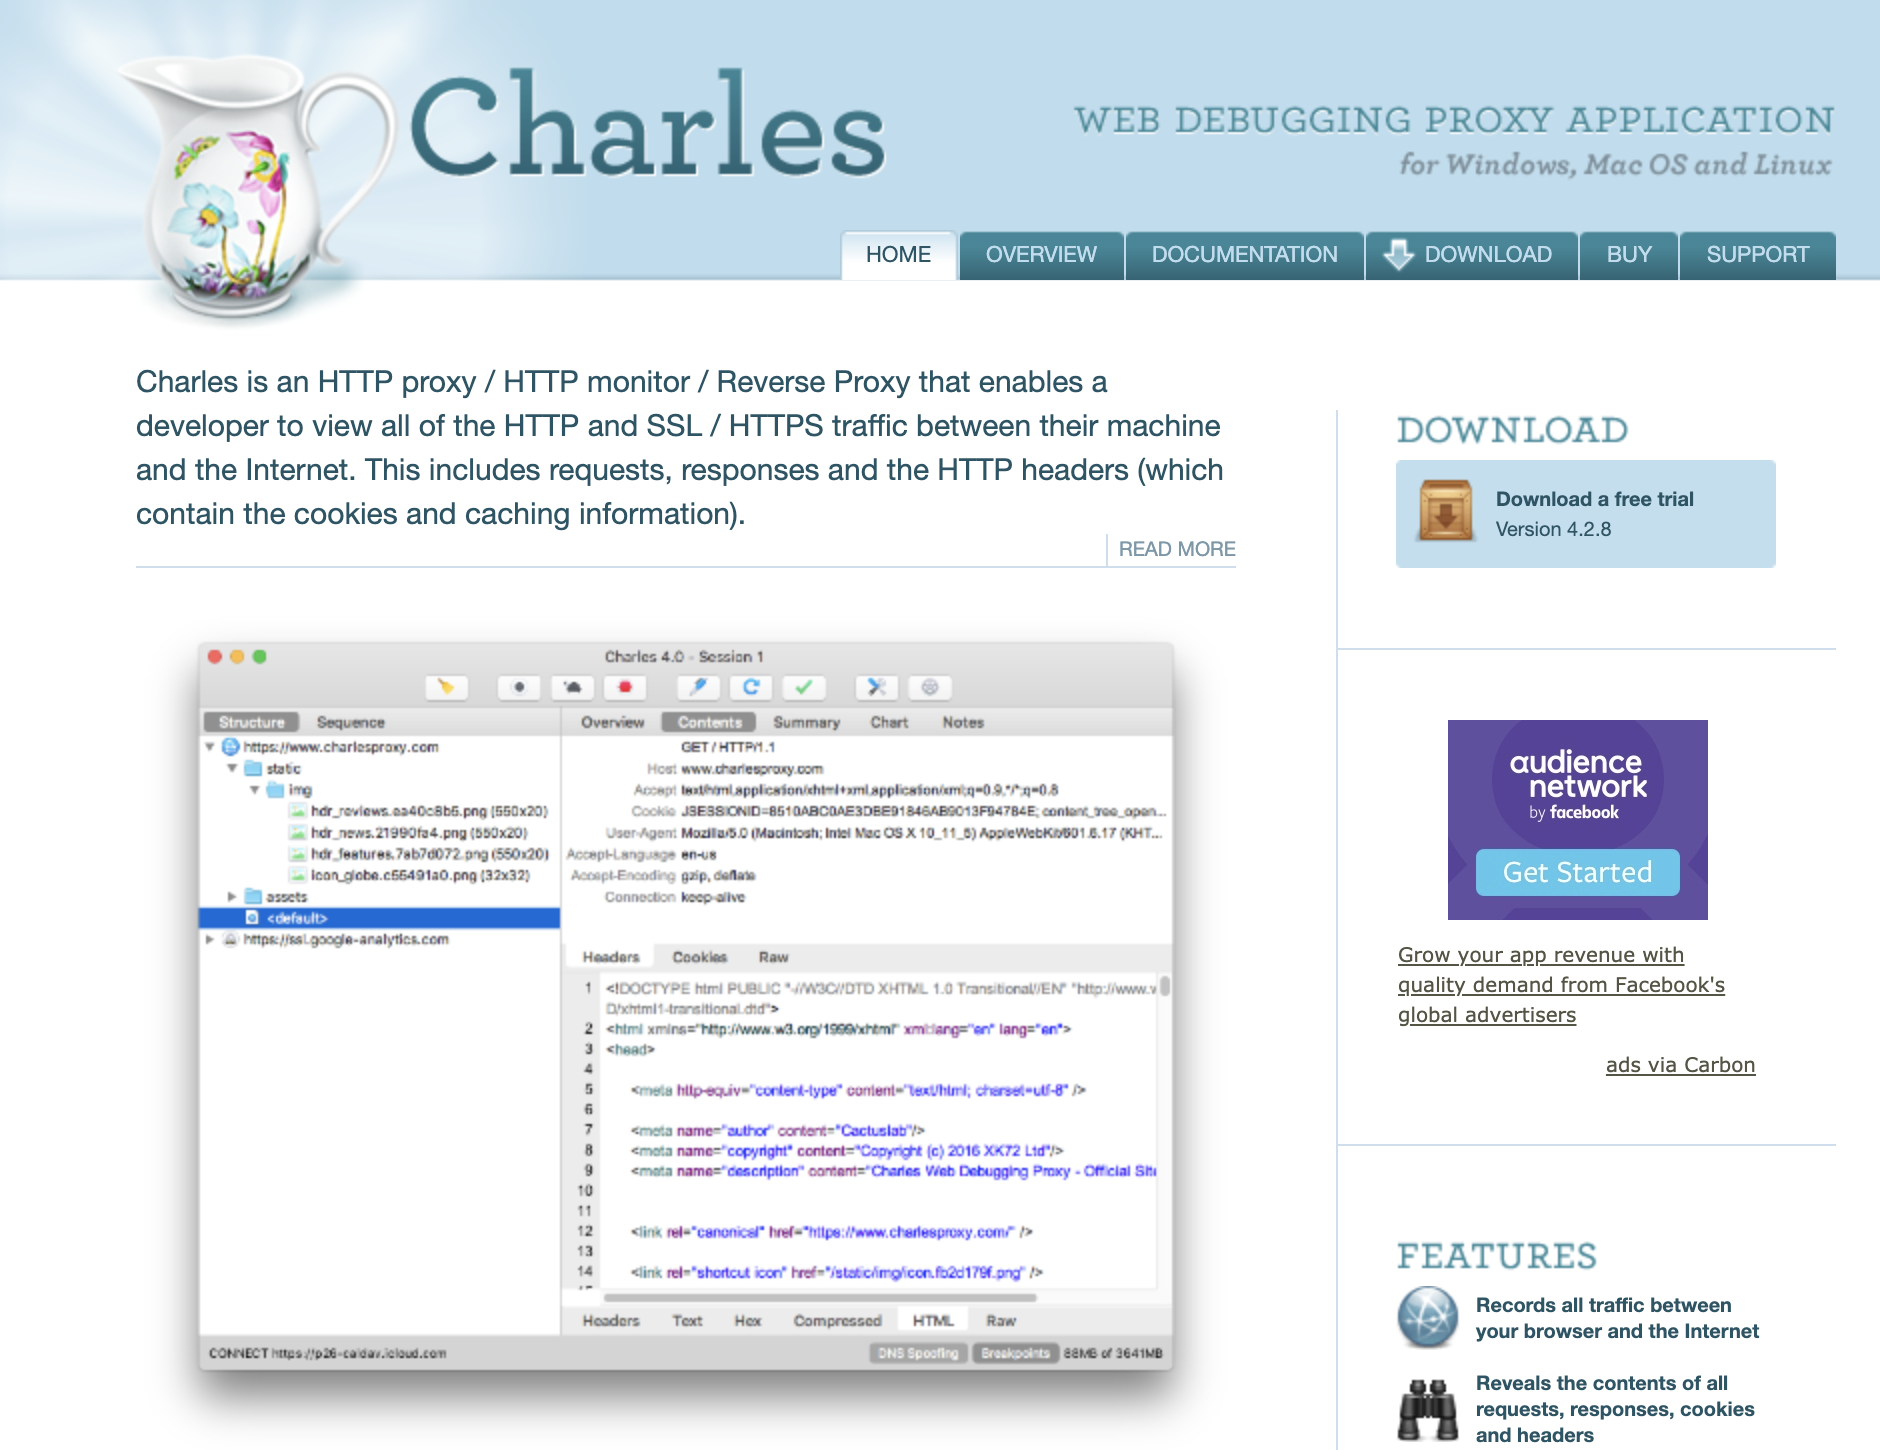 Charles
WEB DEBUGGING PROXY APPLICATION
for Windows, Mac OS and Linux
HOME
OVERVIEW
DOCUMENTATION
DOWNLOAD
BUY
SUPPORT
Charles is an HTTP proxy / HTTP monitor / Reverse Proxy that enables a
developer to view all of the HTTP and SSL / HTTPS traffic between their machine
and the Internet. This includes requests, responses and the HTTP headers (which
contain the cookies and caching information).
READ MORE
Charles 4.0 - Session 1
Structure
Sequence
https://www.charlesproxy.com
static
img
hdr_reviews.ea40c8b5.png (550x20)
hdr_news.21990fa4.png (550x20)
hdr_features.7ab7d072.png (550x20)
icon_globe.c55491a0.png (32x32)
assets
<default>
https://ssl.google-analytics.com
Overview
Contents
Summary
Chart
Notes
GET / HTTP/1.1
Host www.charlesproxy.com
Accept text/html,application/xhtml+xml,application/xml;q=0.9,*/*;q=0.8
Cookie JSESSIONID=8510ABC0AE3DBE91846AB9013F94784E; content_tree_open...
User-Agent Mozilla/5.0 (Macintosh; Intel Mac OS X 10_11_5) AppleWebKit/601.6.17 (KHT...
Accept-Language en-us
Accept-Encoding gzip, deflate
Connection keep-alive
Headers
Cookies
Raw
1 <!DOCTYPE html PUBLIC "-//W3C//DTD XHTML 1.0 Transitional//EN" "http://www.w
D/xhtml1-transitional.dtd">
2 <html xmlns="http://www.w3.org/1999/xhtml" xml:lang="en" lang="en">
3 <head>
4
5 <meta http-equiv="content-type" content="text/html; charset=utf-8" />
6
7 <meta name="author" content="Cactuslab"/>
8 <meta name="copyright" content="Copyright (c) 2016 XK72 Ltd"/>
9 <meta name="description" content="Charles Web Debugging Proxy - Official Site
10
11
12 <link rel="canonical" href="https://www.charlesproxy.com/" />
13
14 <link rel="shortcut icon" href="/static/img/icon.fb2d179f.png" />
Headers
Text
Hex
Compressed
HTML
Raw
CONNECT https://p26-caldav.icloud.com
DNS Spoofing
Breakpoints
88MB of 3641MB
DOWNLOAD
Download a free trial
Version 4.2.8
audience
network
by facebook
Get Started
Grow your app revenue with
quality demand from Facebook's
global advertisers
ads via Carbon
FEATURES
Records all traffic between
your browser and the Internet
Reveals the contents of all
requests, responses, cookies
and headers